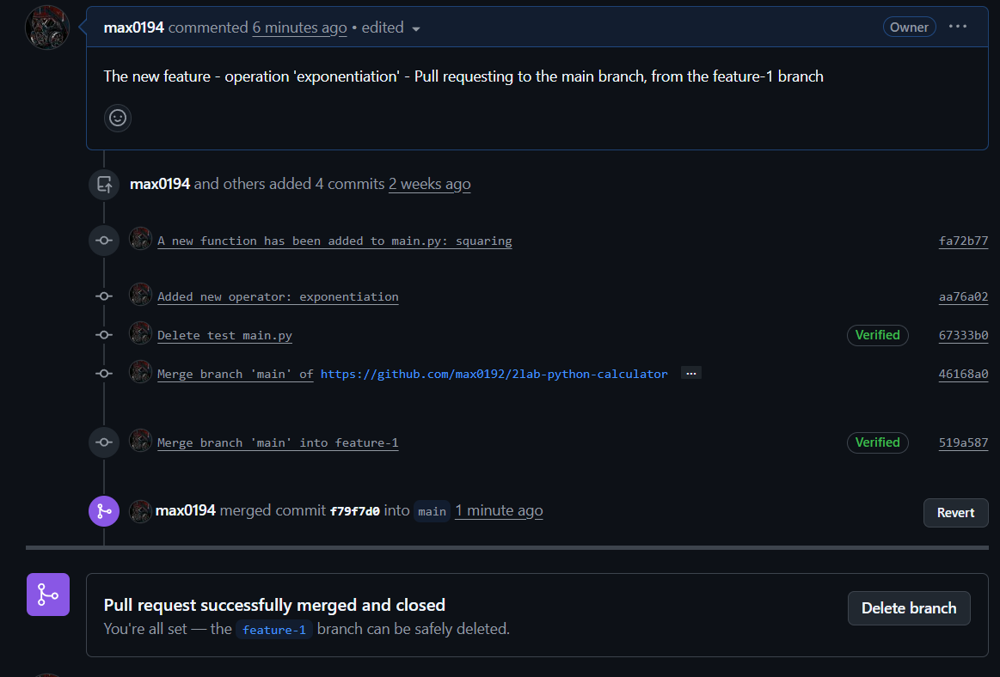 max0194 commented 6 minutes ago • edited
Owner
...
The new feature - operation 'exponentiation' - Pull requesting to the main branch, from the feature-1 branch
max0194 and others added 4 commits 2 weeks ago
A new function has been added to main.py: squaring fa72b77
Added new operator: exponentiation aa76a02
Delete test main.py Verified 67333b0
Merge branch 'main' of https://github.com/max0192/2lab-python-calculator ... 46168a0
Merge branch 'main' into feature-1 Verified 519a587
max0194 merged commit f79f7d0 into main 1 minute ago Revert
Pull request successfully merged and closed
You're all set — the feature-1 branch can be safely deleted.
Delete branch